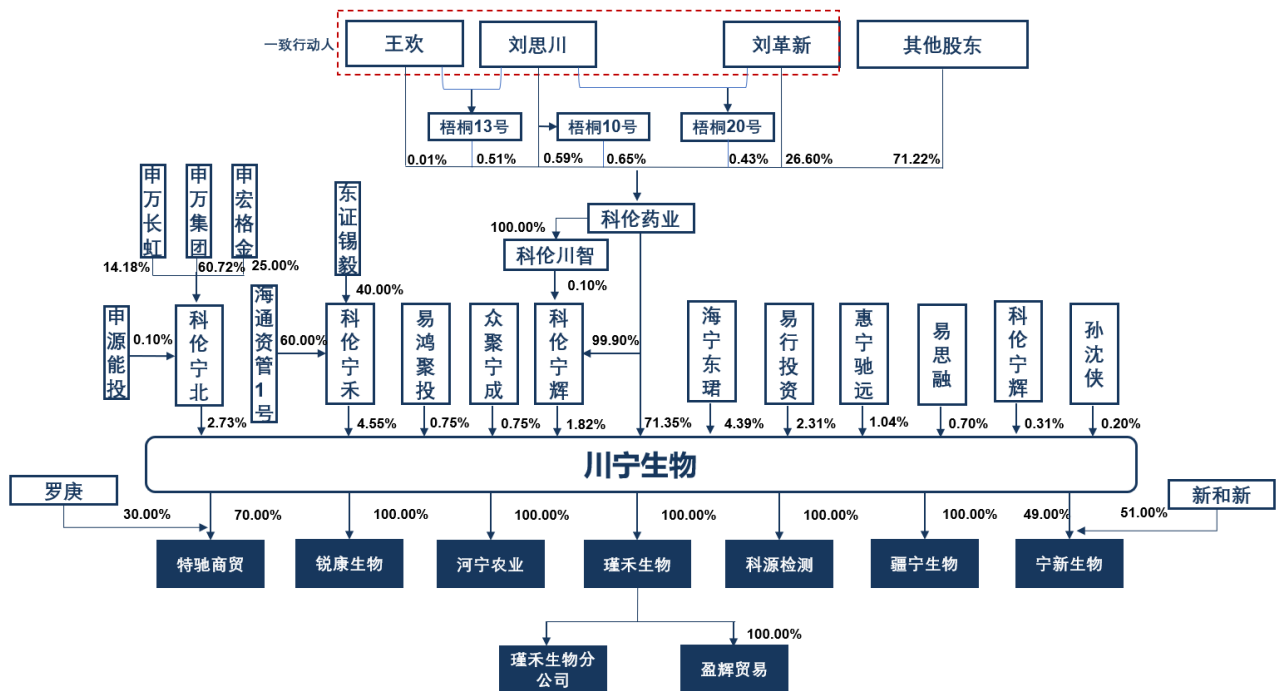 一致行动人
王欢
刘思川
刘革新
其他股东
梧桐13号
梧桐10号
梧桐20号
0.01%
0.51%
0.59%
0.65%
0.43%
26.60%
71.22%
申万长虹
申万集团
申宏格金
东证锡毅
科伦药业
100.00%
科伦川智
14.18%
60.72%
25.00%
40.00%
0.10%
申源能投
0.10%
科伦宁北
海通资管1号
60.00%
科伦宁禾
易鸿聚投
众聚宁成
科伦宁辉
99.90%
海宁东珺
易行投资
惠宁驰远
易思融
科伦宁辉
孙沈侠
2.73%
4.55%
0.75%
0.75%
1.82%
71.35%
4.39%
2.31%
1.04%
0.70%
0.31%
0.20%
川宁生物
罗庚
新和新
30.00%
70.00%
100.00%
100.00%
100.00%
100.00%
100.00%
49.00%
51.00%
特驰商贸
锐康生物
河宁农业
瑾禾生物
科源检测
疆宁生物
宁新生物
100.00%
瑾禾生物分
公司
盈辉贸易